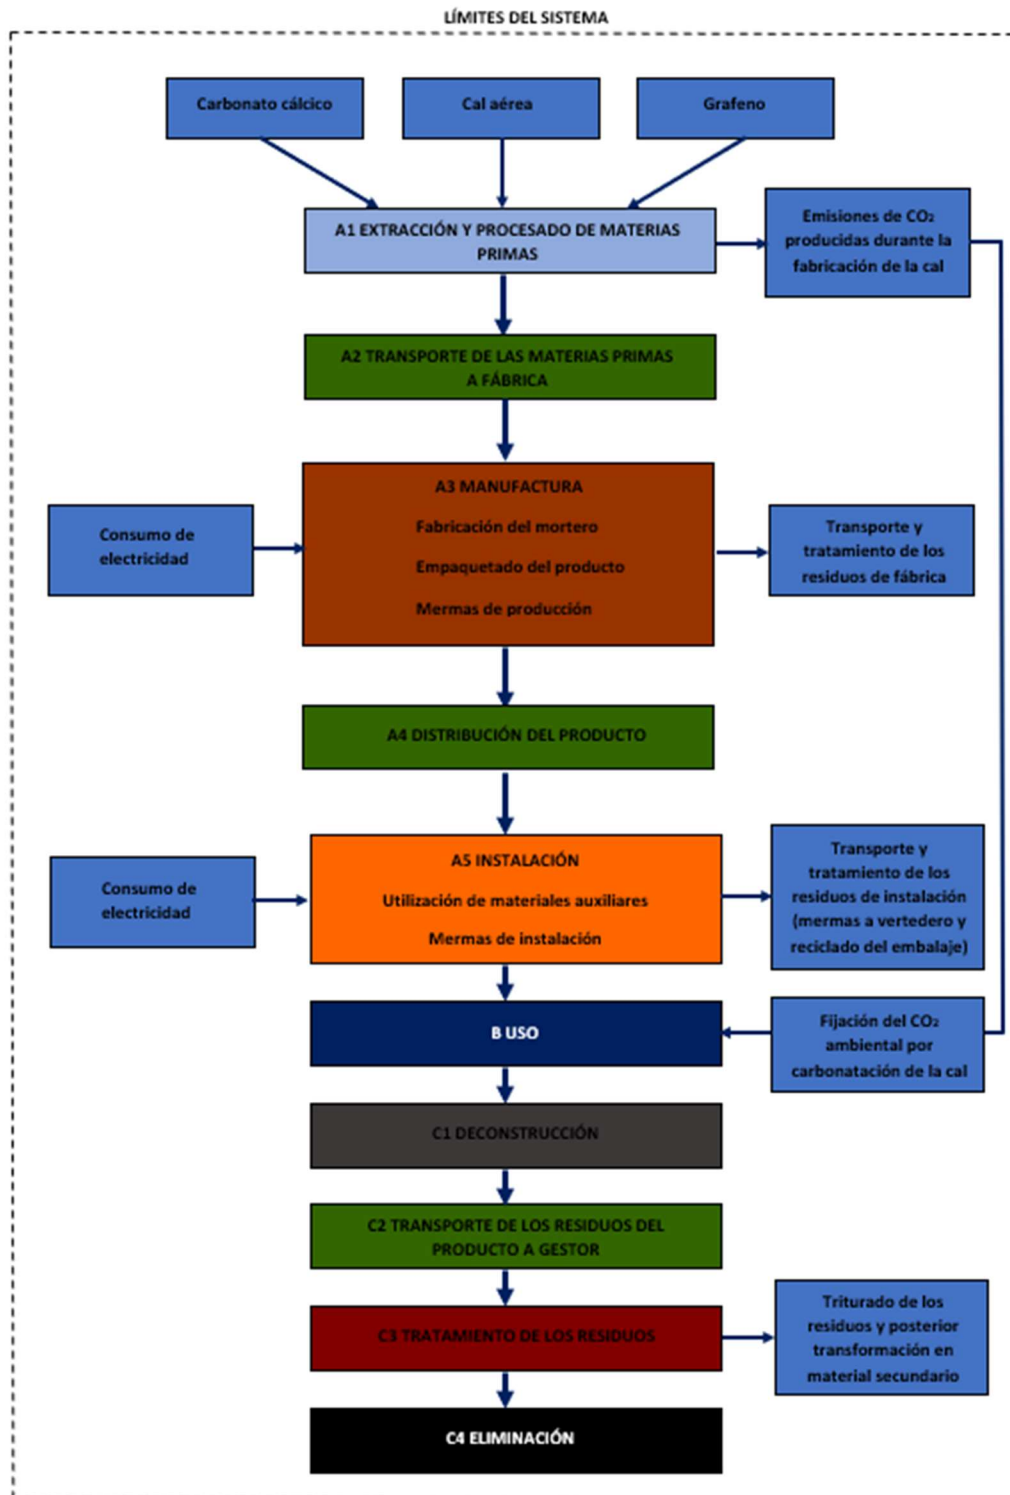 LÍMITES DEL SISTEMA
Carbonato cálcico
Cal aérea
Grafeno
A1 EXTRACCIÓN Y PROCESADO DE MATERIAS
PRIMAS
Emisiones de CO₂
producidas durante la
fabricación de la cal
A2 TRANSPORTE DE LAS MATERIAS PRIMAS
A FÁBRICA
A3 MANUFACTURA
Fabricación del mortero
Empaquetado del producto
Mermas de producción
Consumo de
electricidad
Transporte y
tratamiento de los
residuos de fábrica
A4 DISTRIBUCIÓN DEL PRODUCTO
A5 INSTALACIÓN
Utilización de materiales auxiliares
Mermas de instalación
Consumo de
electricidad
Transporte y
tratamiento de los
residuos de instalación
(mermas a vertedero y
reciclado del embalaje)
B USO
Fijación del CO₂
ambiental por
carbonatación de la cal
C1 DECONSTRUCCIÓN
C2 TRANSPORTE DE LOS RESIDUOS DEL
PRODUCTO A GESTOR
C3 TRATAMIENTO DE LOS RESIDUOS
Triturado de los
residuos y posterior
transformación en
material secundario
C4 ELIMINACIÓN